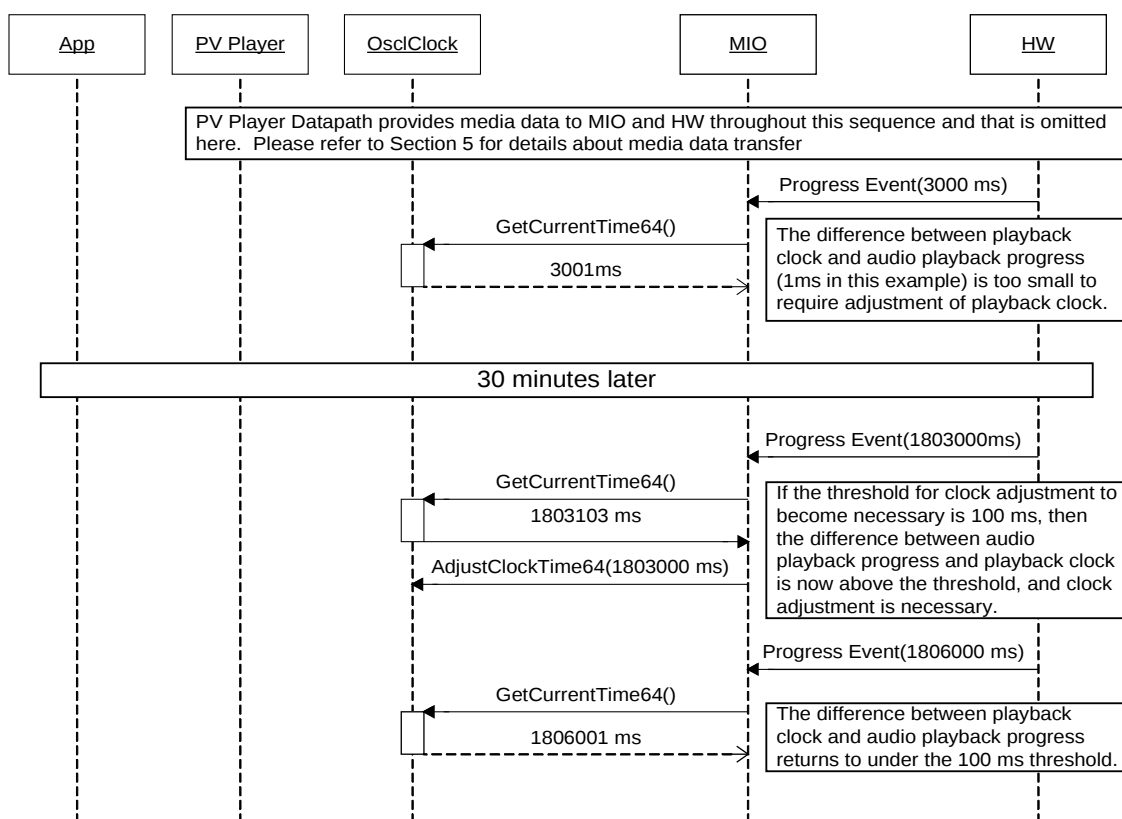 App
PV Player
OsclClock
MIO
HW
PV Player Datapath provides media data to MIO and HW throughout this sequence and that is omitted
here.  Please refer to Section 5 for details about media data transfer
Progress Event(3000 ms)
GetCurrentTime64()
3001ms
The difference between playback
clock and audio playback progress
(1ms in this example) is too small to
require adjustment of playback clock.
30 minutes later
Progress Event(1803000ms)
GetCurrentTime64()
1803103 ms
AdjustClockTime64(1803000 ms)
If the threshold for clock adjustment to
become necessary is 100 ms, then
the difference between audio
playback progress and playback clock
is now above the threshold, and clock
adjustment is necessary.
Progress Event(1806000 ms)
GetCurrentTime64()
1806001 ms
The difference between playback
clock and audio playback progress
returns to under the 100 ms threshold.